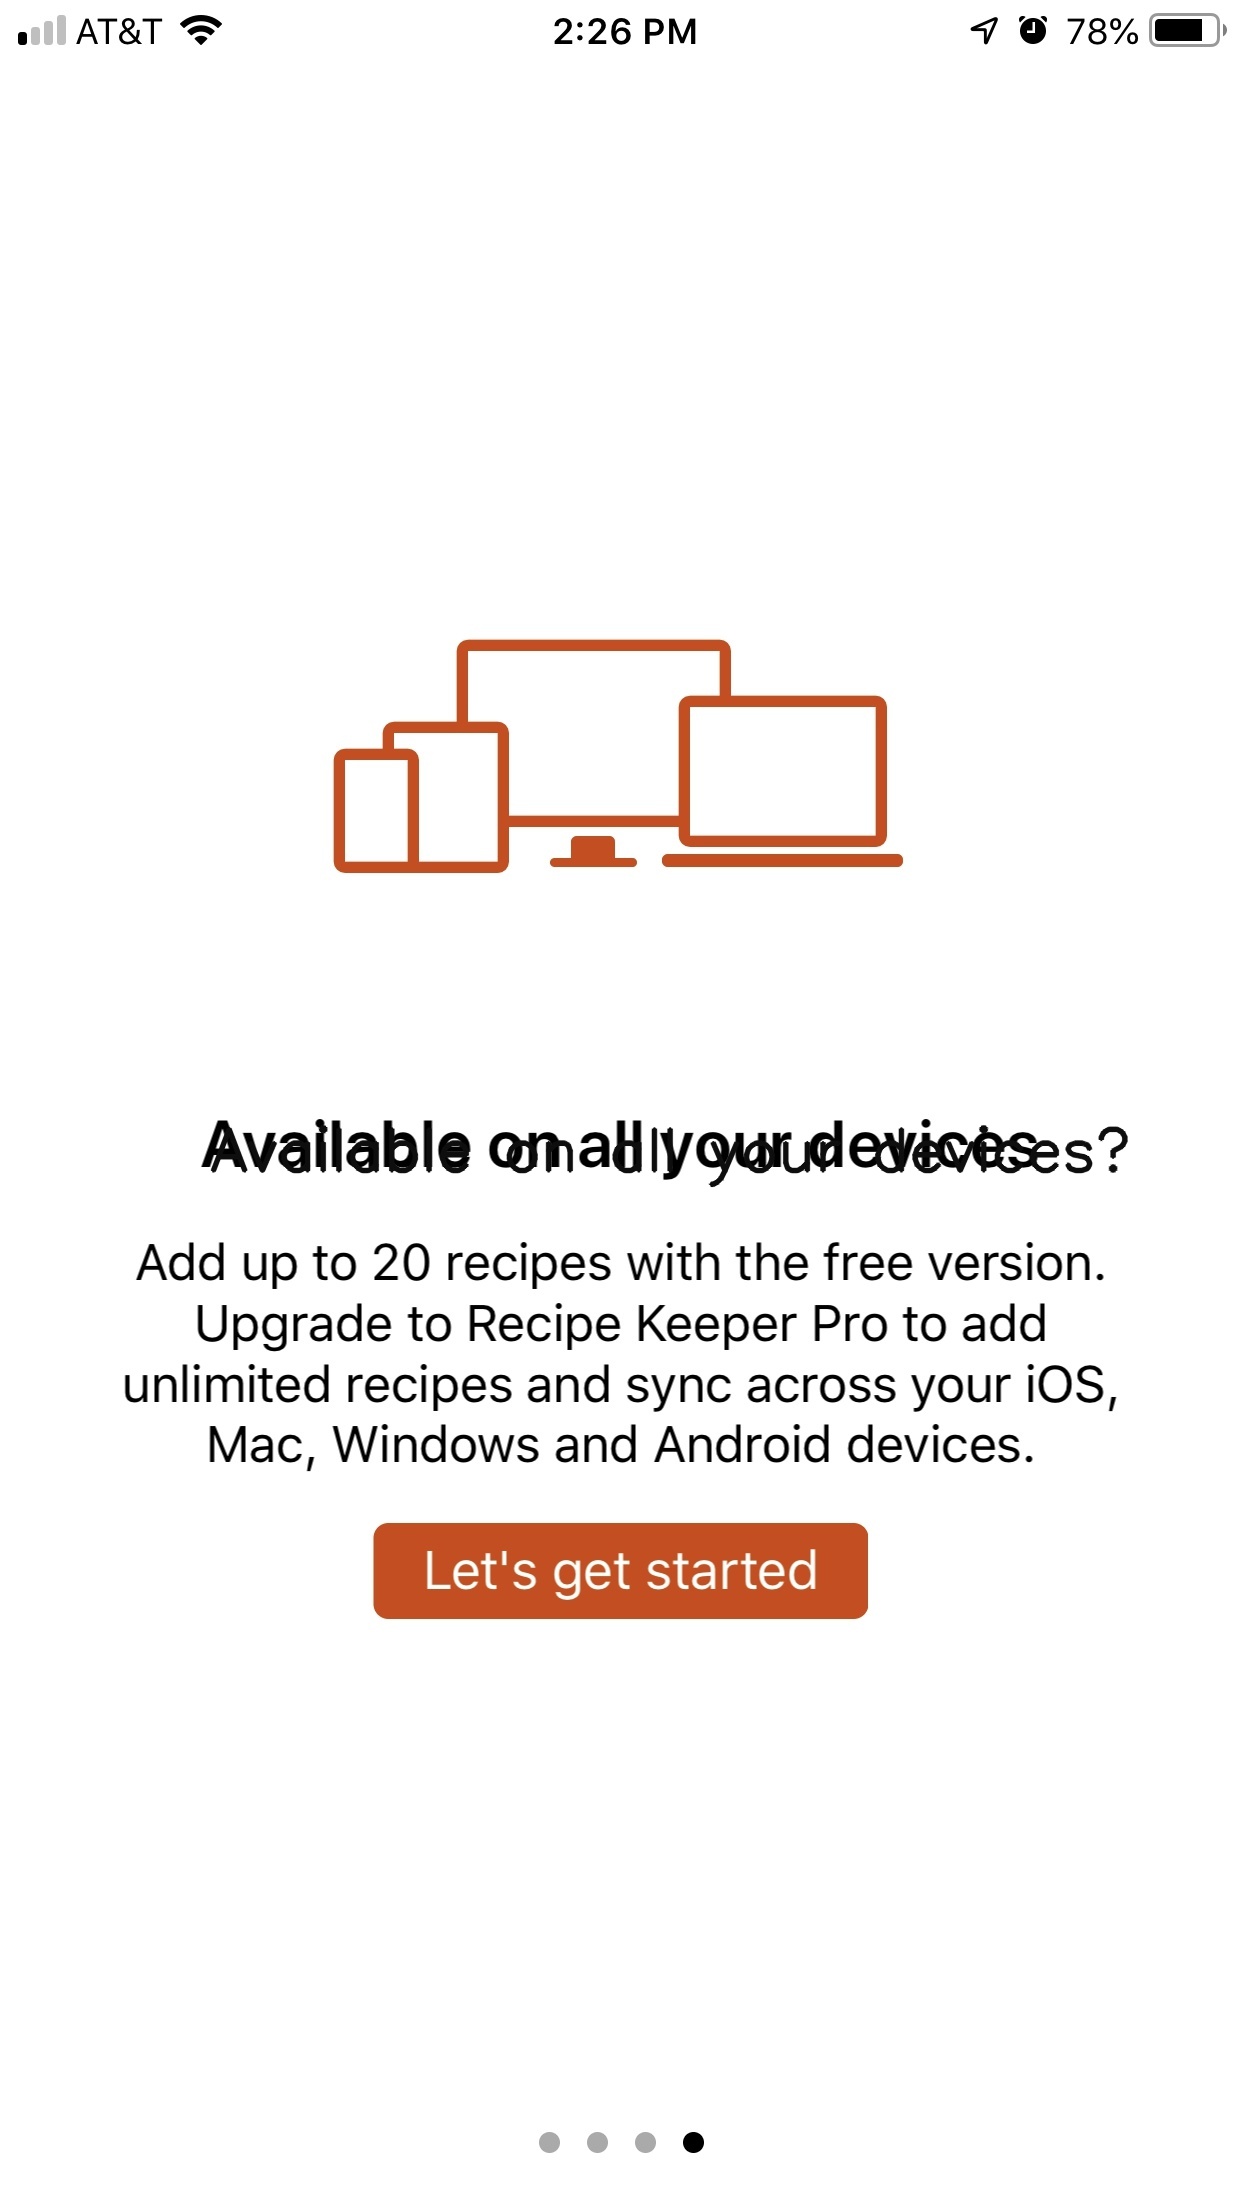 AT&T 2:26 PM 78%
Available on all your devices
Available on all your devices?
Add up to 20 recipes with the free version.
Upgrade to Recipe Keeper Pro to add
unlimited recipes and sync across your iOS,
Mac, Windows and Android devices.
Let's get started